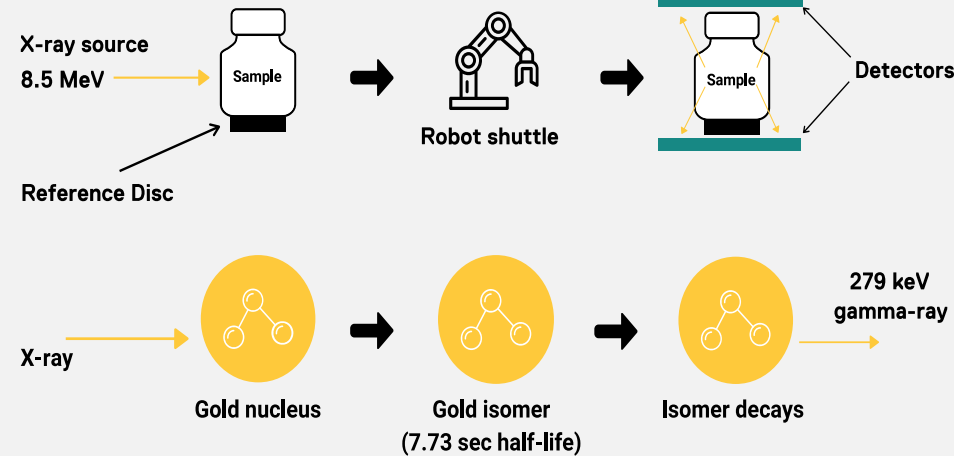 X-ray source
8.5 MeV
Sample
Reference Disc
Robot shuttle
Sample
Detectors
X-ray
Gold nucleus
Gold isomer
(7.73 sec half-life)
Isomer decays
279 keV
gamma-ray